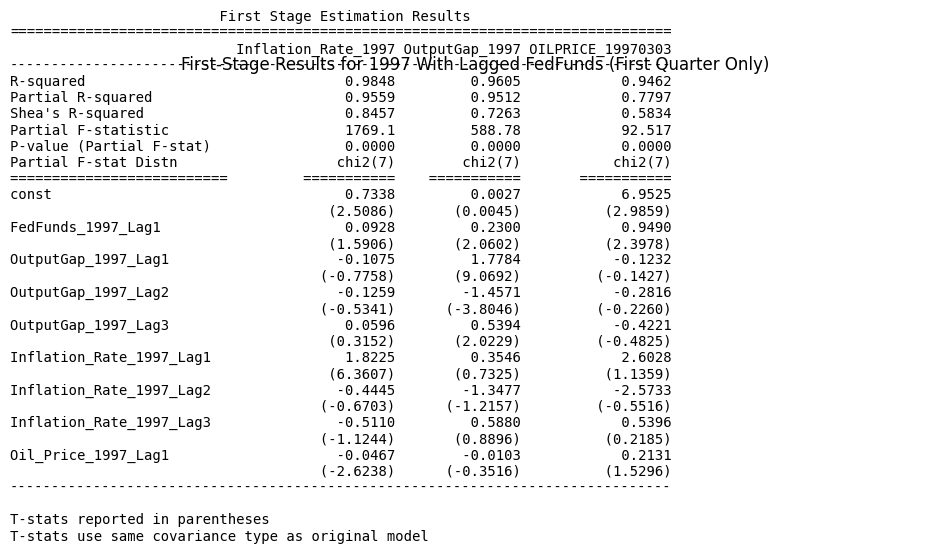 First Stage Estimation Results
===============================================================================
Inflation_Rate_1997 OutputGap_1997 OILPRICE_19970303
-------------------------------------------------------------------------------
First-Stage Results for 1997 With Lagged FedFunds (First Quarter Only)
R-squared 0.9848 0.9605 0.9462
Partial R-squared 0.9559 0.9512 0.7797
Shea's R-squared 0.8457 0.7263 0.5834
Partial F-statistic 1769.1 588.78 92.517
P-value (Partial F-stat) 0.0000 0.0000 0.0000
Partial F-stat Distn chi2(7) chi2(7) chi2(7)
========================== =========== =========== ===========
const 0.7338 0.0027 6.9525
(2.5086) (0.0045) (2.9859)
FedFunds_1997_Lag1 0.0928 0.2300 0.9490
(1.5906) (2.0602) (2.3978)
OutputGap_1997_Lag1 -0.1075 1.7784 -0.1232
(-0.7758) (9.0692) (-0.1427)
OutputGap_1997_Lag2 -0.1259 -1.4571 -0.2816
(-0.5341) (-3.8046) (-0.2260)
OutputGap_1997_Lag3 0.0596 0.5394 -0.4221
(0.3152) (2.0229) (-0.4825)
Inflation_Rate_1997_Lag1 1.8225 0.3546 2.6028
(6.3607) (0.7325) (1.1359)
Inflation_Rate_1997_Lag2 -0.4445 -1.3477 -2.5733
(-0.6703) (-1.2157) (-0.5516)
Inflation_Rate_1997_Lag3 -0.5110 0.5880 0.5396
(-1.1244) (0.8896) (0.2185)
Oil_Price_1997_Lag1 -0.0467 -0.0103 0.2131
(-2.6238) (-0.3516) (1.5296)
-------------------------------------------------------------------------------
T-stats reported in parentheses
T-stats use same covariance type as original model